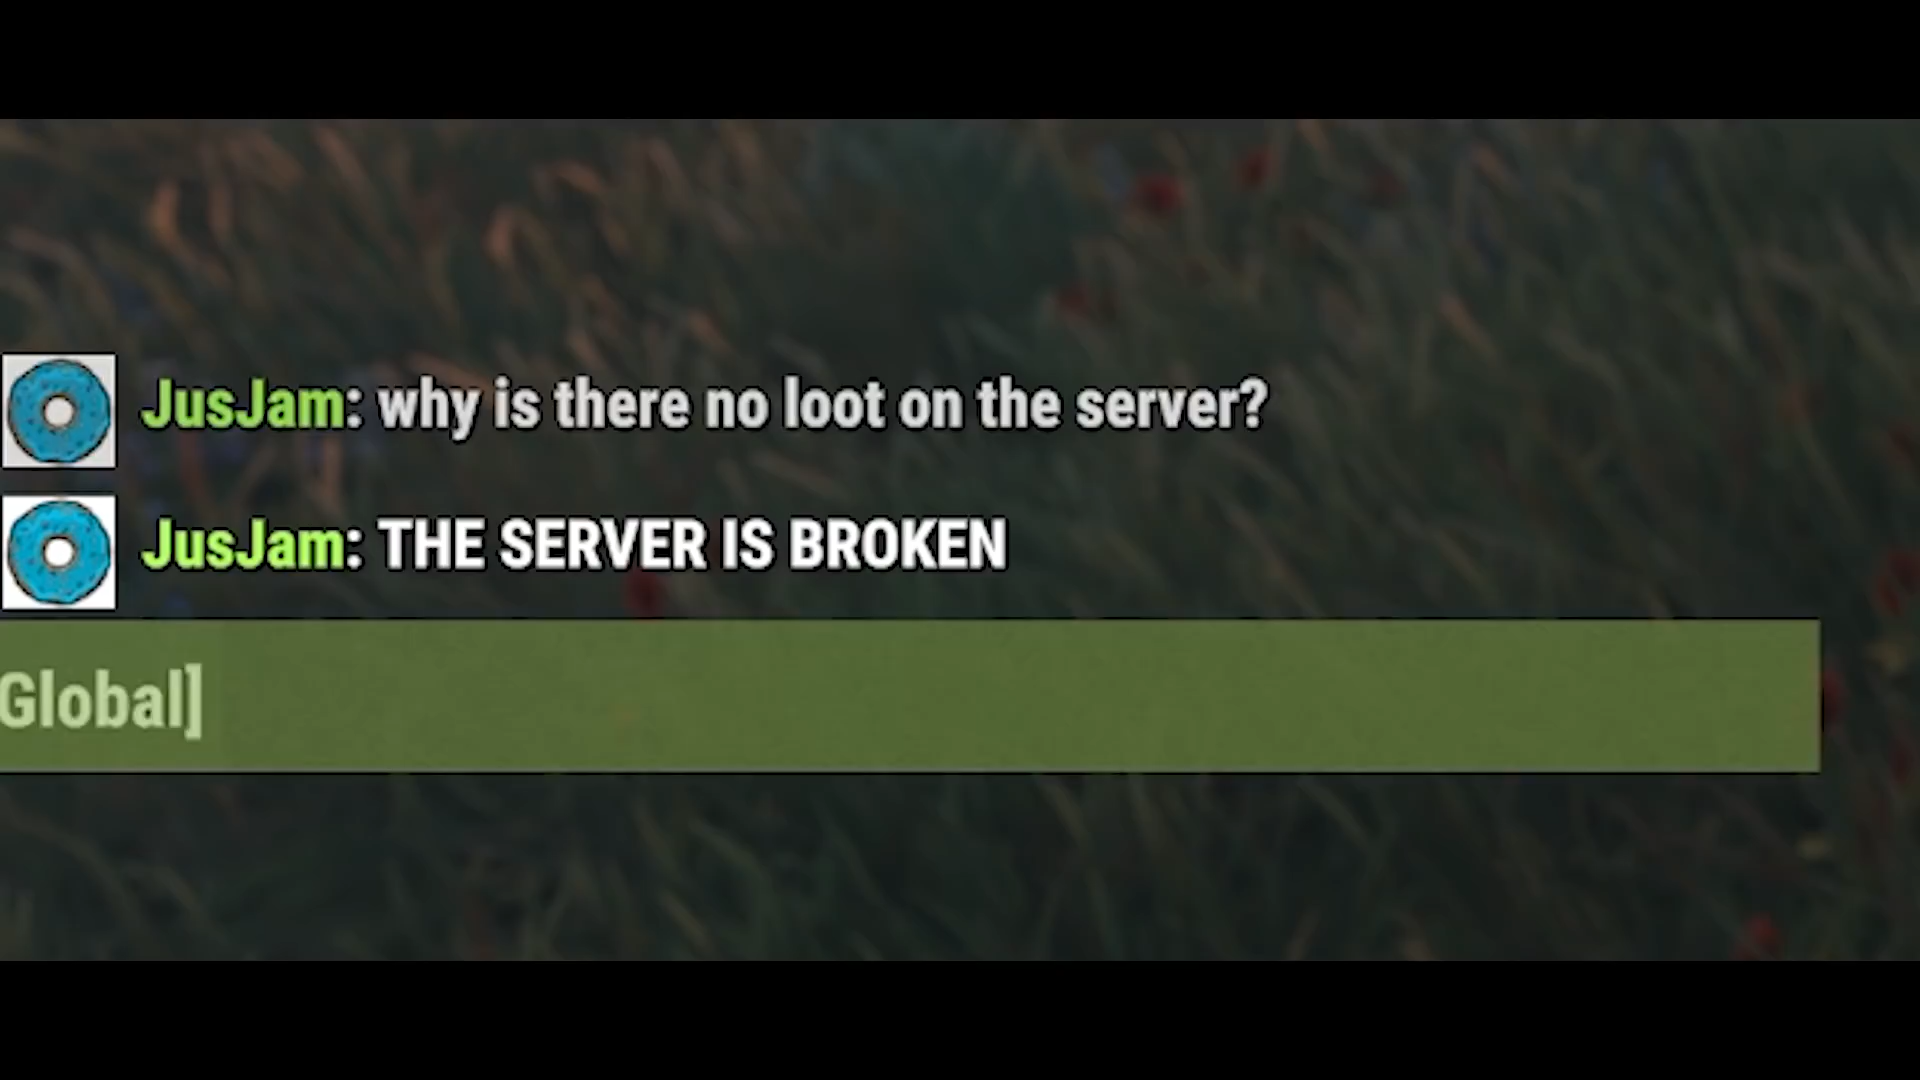 JusJam: why is there no loot on the server?
JusJam: THE SERVER IS BROKEN
Global]